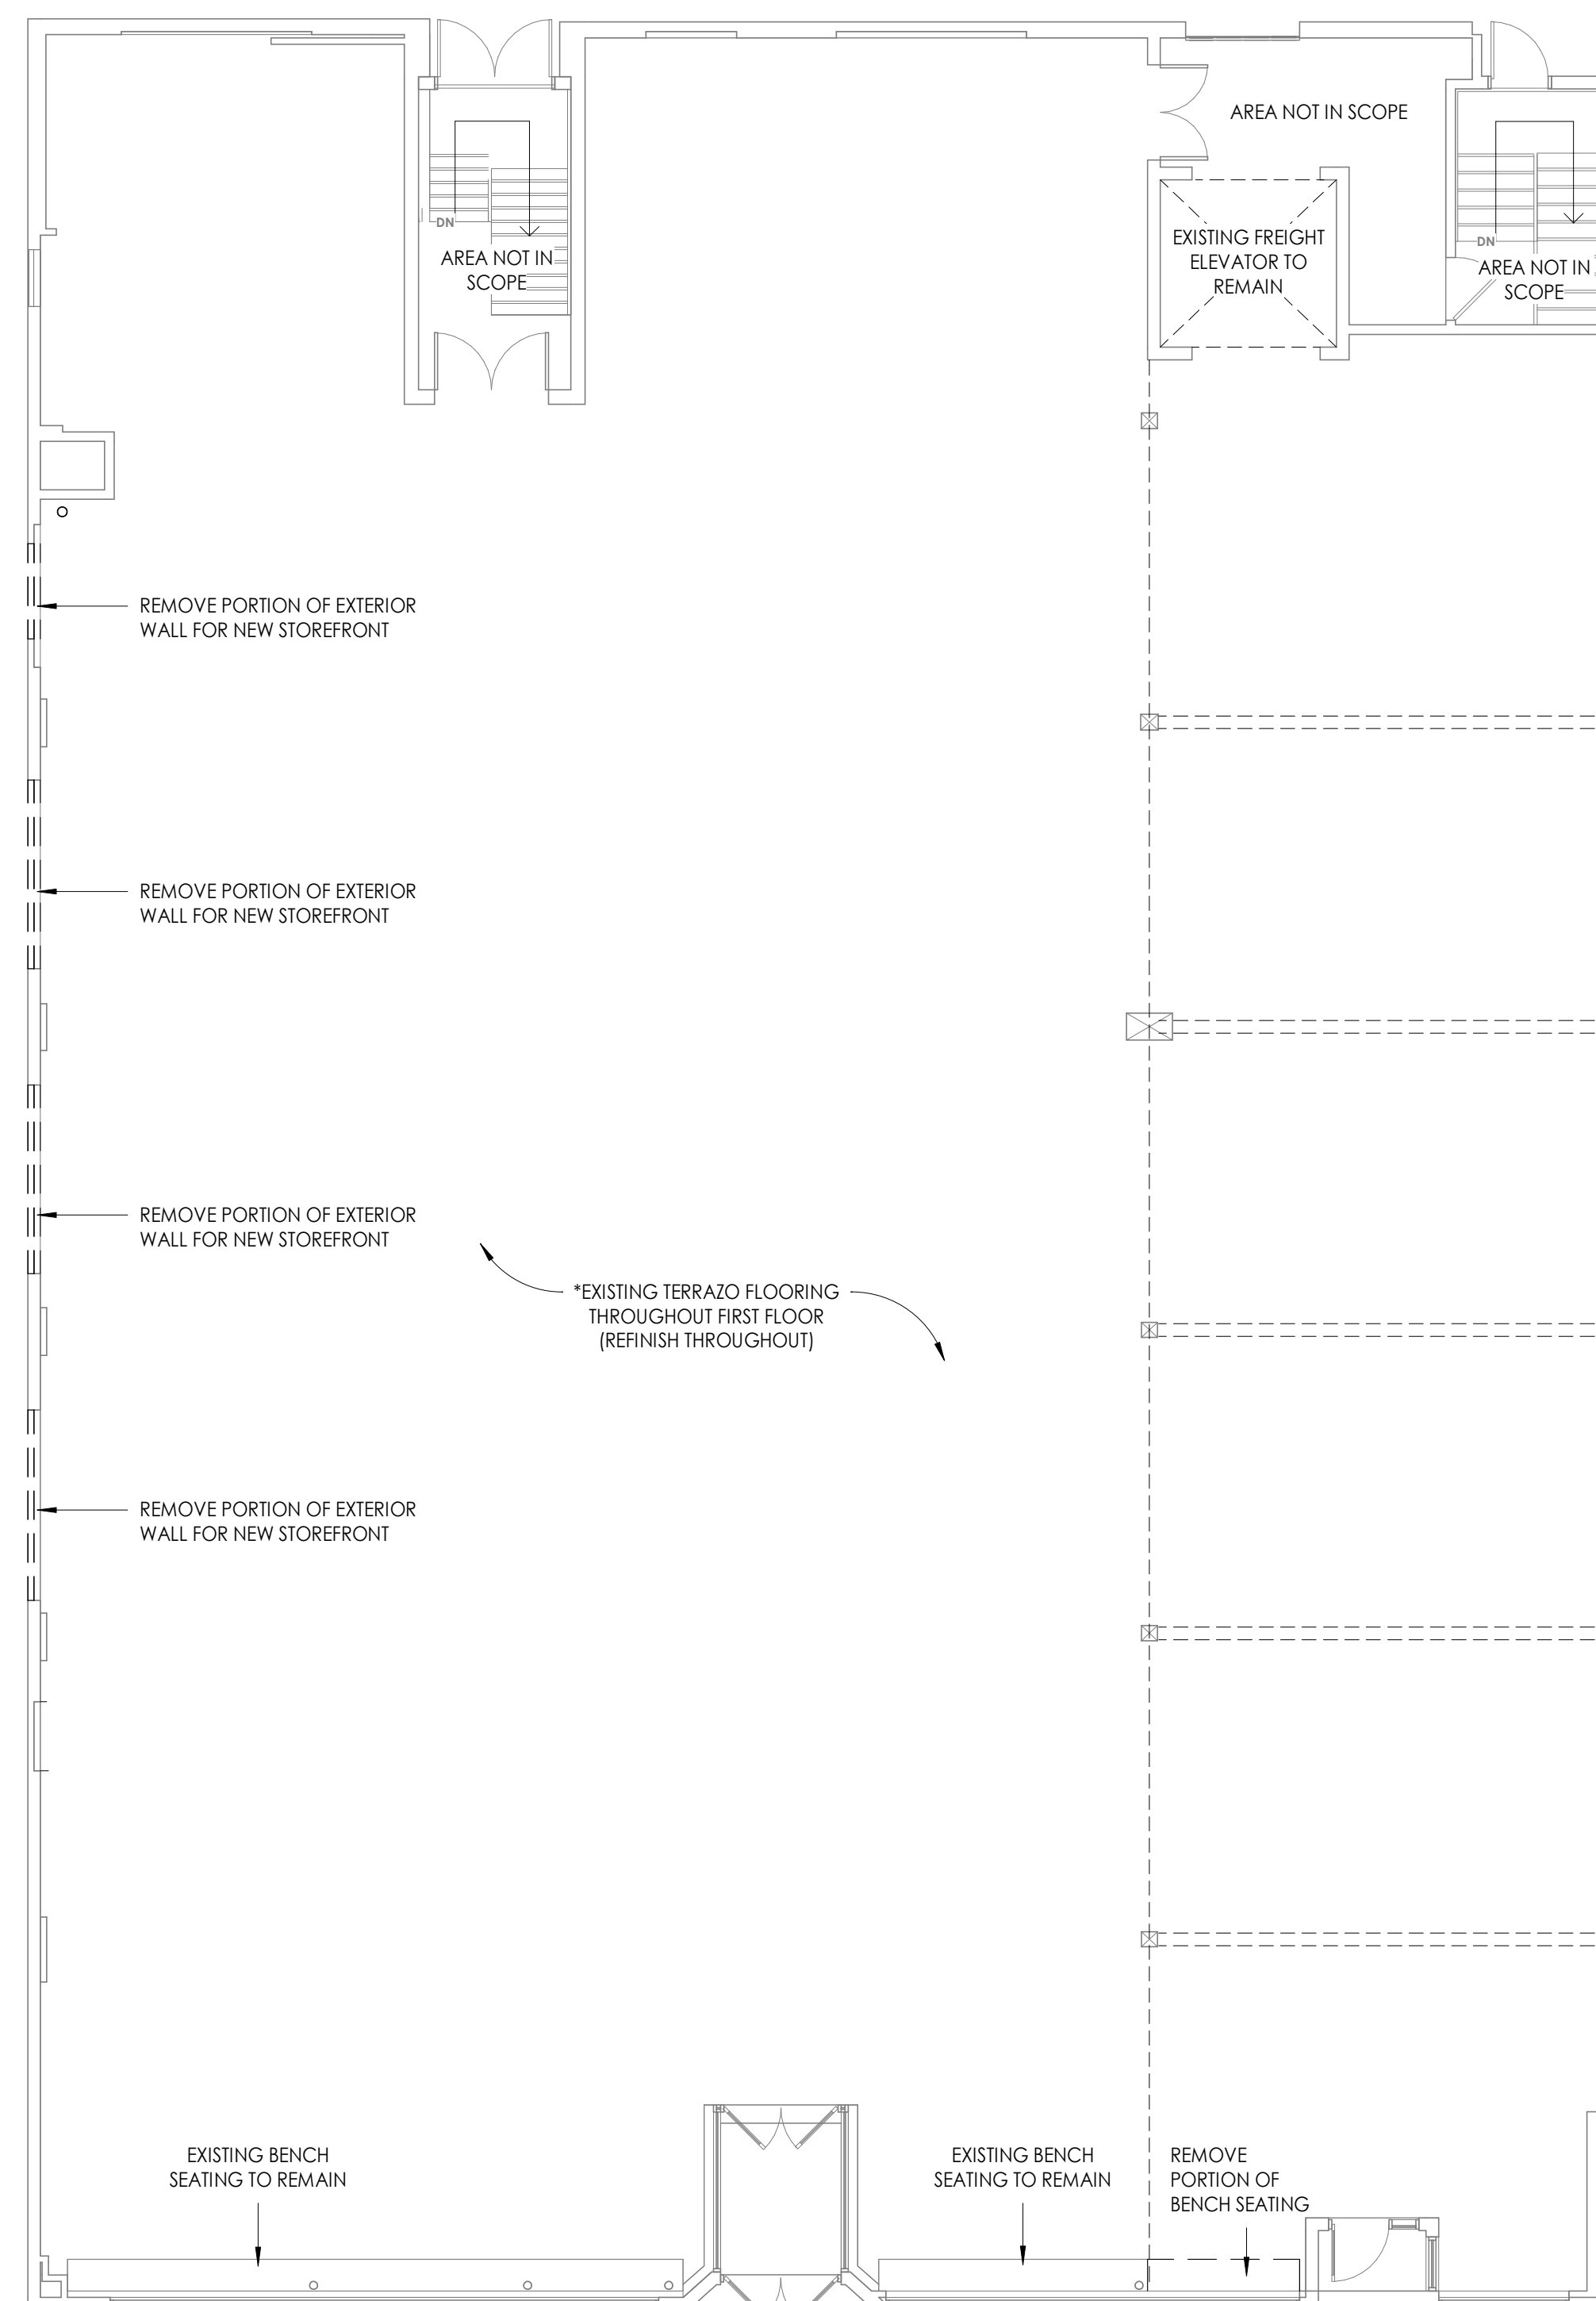 AREA NOT IN SCOPE
DN
AREA NOT IN
SCOPE
EXISTING FREIGHT
ELEVATOR TO
REMAIN
DN
AREA NOT IN
SCOPE
REMOVE PORTION OF EXTERIOR
WALL FOR NEW STOREFRONT
REMOVE PORTION OF EXTERIOR
WALL FOR NEW STOREFRONT
REMOVE PORTION OF EXTERIOR
WALL FOR NEW STOREFRONT
*EXISTING TERRAZO FLOORING
THROUGHOUT FIRST FLOOR
(REFINISH THROUGHOUT)
REMOVE PORTION OF EXTERIOR
WALL FOR NEW STOREFRONT
EXISTING BENCH
SEATING TO REMAIN
EXISTING BENCH
SEATING TO REMAIN
REMOVE
PORTION OF
BENCH SEATING